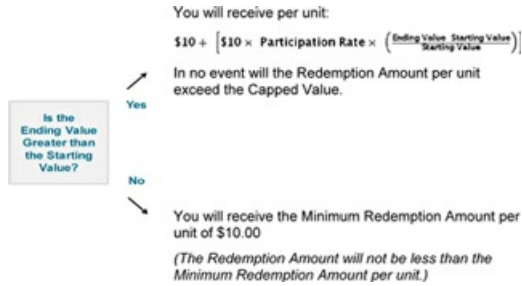 You will receive per unit:
$10 + [$10 × Participation Rate × (Ending Value Starting Value / Starting Value)]
In no event will the Redemption Amount per unit
exceed the Capped Value.
Yes
Is the
Ending Value
Greater than
the Starting
Value?
No
You will receive the Minimum Redemption Amount per
unit of $10.00
(The Redemption Amount will not be less than the
Minimum Redemption Amount per unit.)